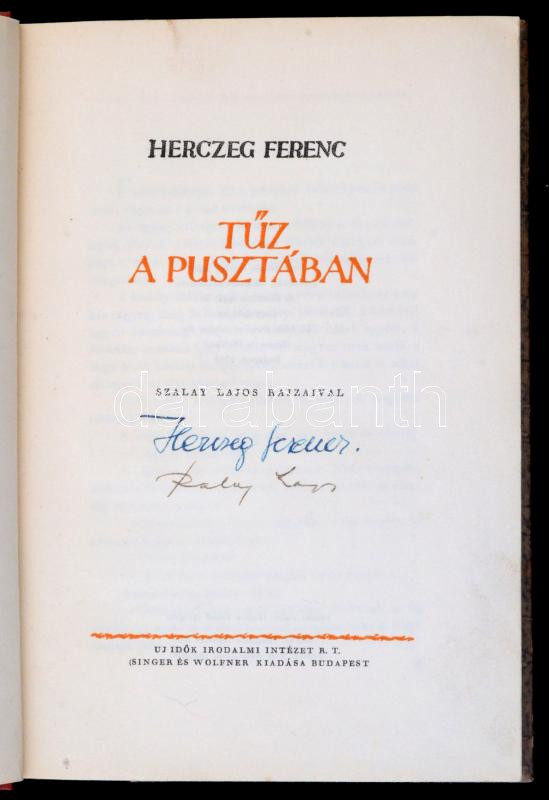 HERCZEG FERENC
TŰZ
A PUSZTÁBAN
SZALAY LAJOS RAJZAIVAL
darabanth
Herczeg Ferenc.
Szalay Lajos
UJ IDŐK IRODALMI INTÉZET R. T.
(SINGER ÉS WOLFNER KIADÁSA BUDAPEST